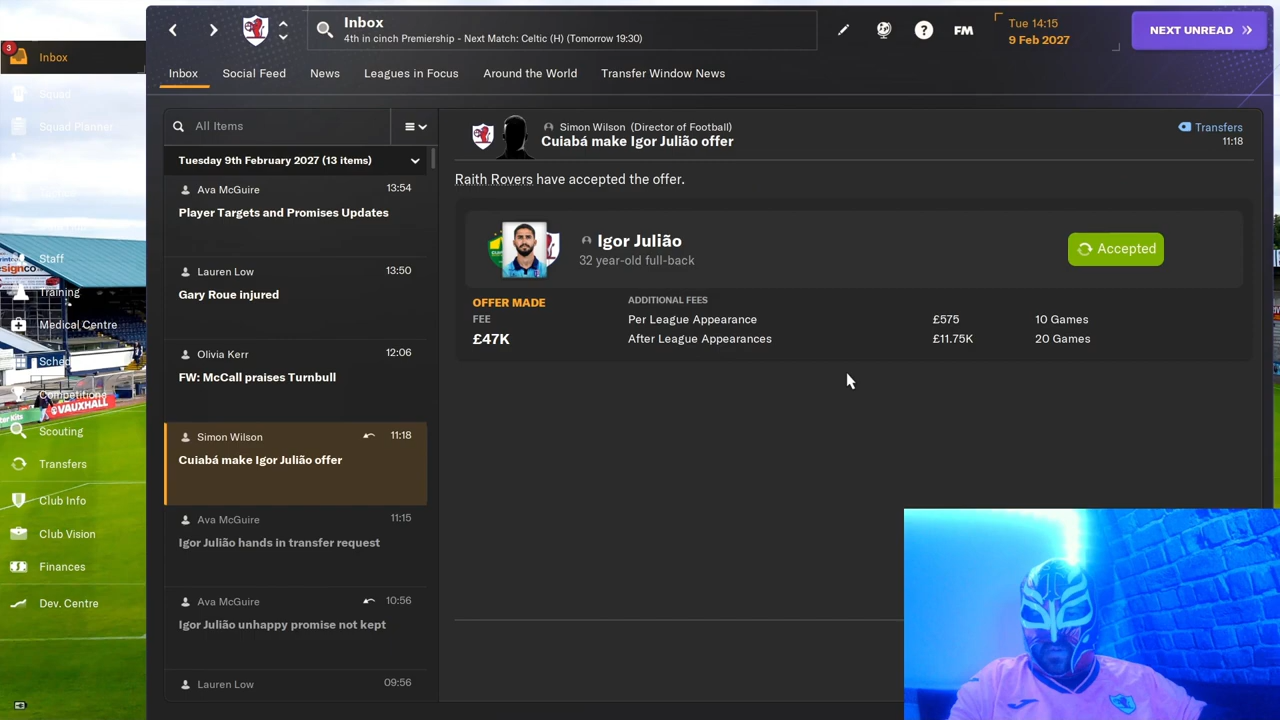 Inbox
4th in cinch Premiership - Next Match: Celtic (H) (Tomorrow 19:30)
FM
Tue 14:15
9 Feb 2027
NEXT UNREAD
3
Inbox
Squad
Squad Planner
Staff
Training
Medical Centre
Sched
Competitions
Scouting
Transfers
Club Info
Club Vision
Finances
Dev. Centre
VAUXHALL
Inbox
Social Feed
News
Leagues in Focus
Around the World
Transfer Window News
All Items
Tuesday 9th February 2027 (13 items)
Ava McGuire
13:54
Player Targets and Promises Updates
Lauren Low
13:50
Gary Roue injured
Olivia Kerr
12:06
FW: McCall praises Turnbull
Simon Wilson
11:18
Cuiabá make Igor Julião offer
Ava McGuire
11:15
Igor Julião hands in transfer request
Ava McGuire
10:56
Igor Julião unhappy promise not kept
Lauren Low
09:56
Simon Wilson (Director of Football)
Cuiabá make Igor Julião offer
Transfers
11:18
Raith Rovers have accepted the offer.
Igor Julião
32 year-old full-back
Accepted
OFFER MADE
FEE
£47K
ADDITIONAL FEES
Per League Appearance £575 10 Games
After League Appearances £11.75K 20 Games